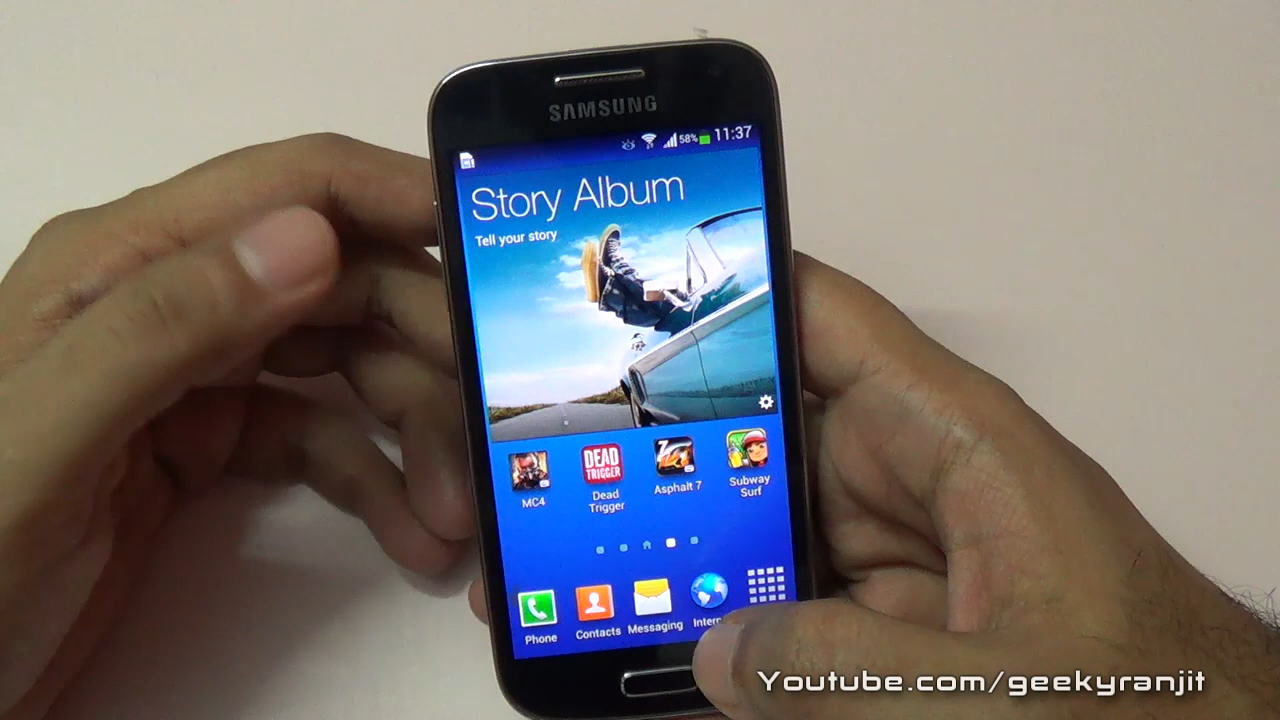 SAMSUNG
58% 11:37
Story Album
Tell your story
DEAD
TRIGGER
MC4
Dead
Trigger
Asphalt 7
Subway
Surf
Phone
Contacts
Messaging
Intern
Youtube.com/geekyranjit